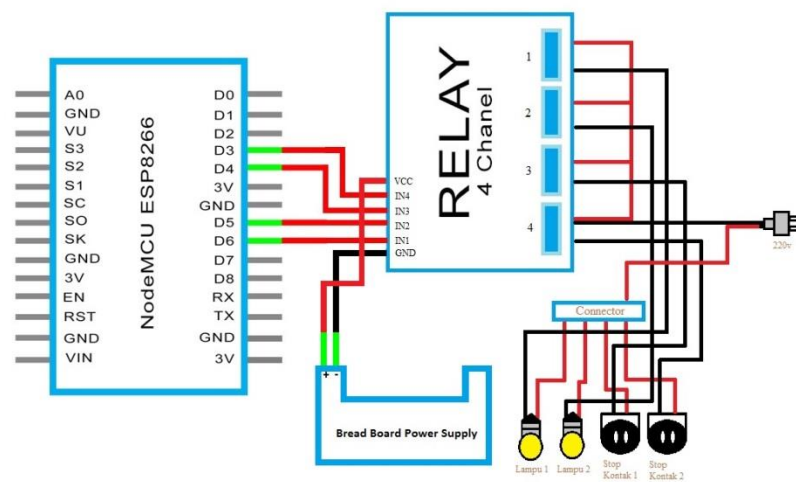 NodeMCU ESP8266
A0
GND
VU
S3
S2
S1
SC
SO
SK
GND
3V
EN
RST
GND
VIN
D0
D1
D2
D3
D4
3V
GND
D5
D6
D7
D8
RX
TX
GND
3V
RELAY
4 Chanel
VCC
IN4
IN3
IN2
IN1
GND
1
2
3
4
220v
Connector
+ -
Bread Board Power Supply
Lampu 1
Lampu 2
Stop
Kontak 1
Stop
Kontak 2